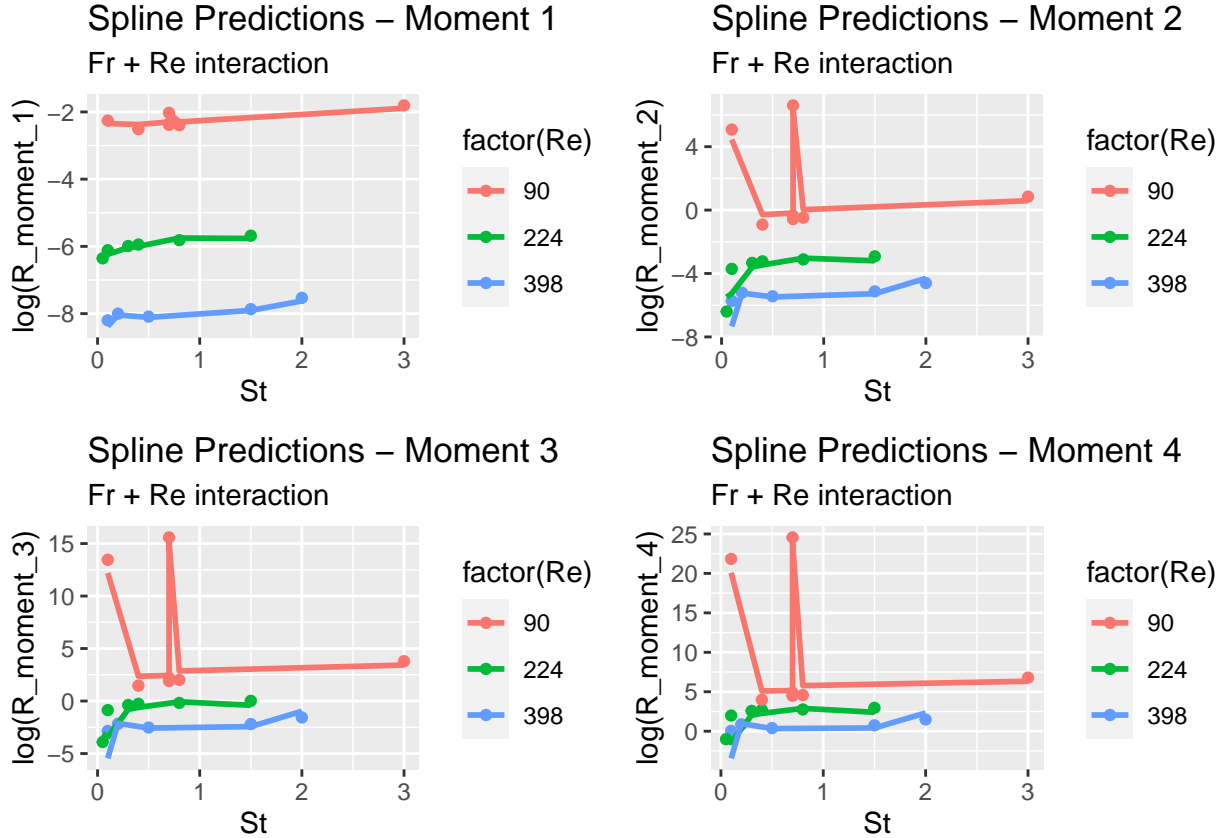 Spline Predictions – Moment 1
Fr + Re interaction
log(R_moment_1)
−2
−4
−6
−8
0
1
2
3
St
factor(Re)
90
224
398
Spline Predictions – Moment 2
Fr + Re interaction
log(R_moment_2)
4
0
−4
−8
0
1
2
3
St
factor(Re)
90
224
398
Spline Predictions – Moment 3
Fr + Re interaction
log(R_moment_3)
15
10
5
0
−5
0
1
2
3
St
factor(Re)
90
224
398
Spline Predictions – Moment 4
Fr + Re interaction
log(R_moment_4)
25
20
15
10
5
0
0
1
2
3
St
factor(Re)
90
224
398